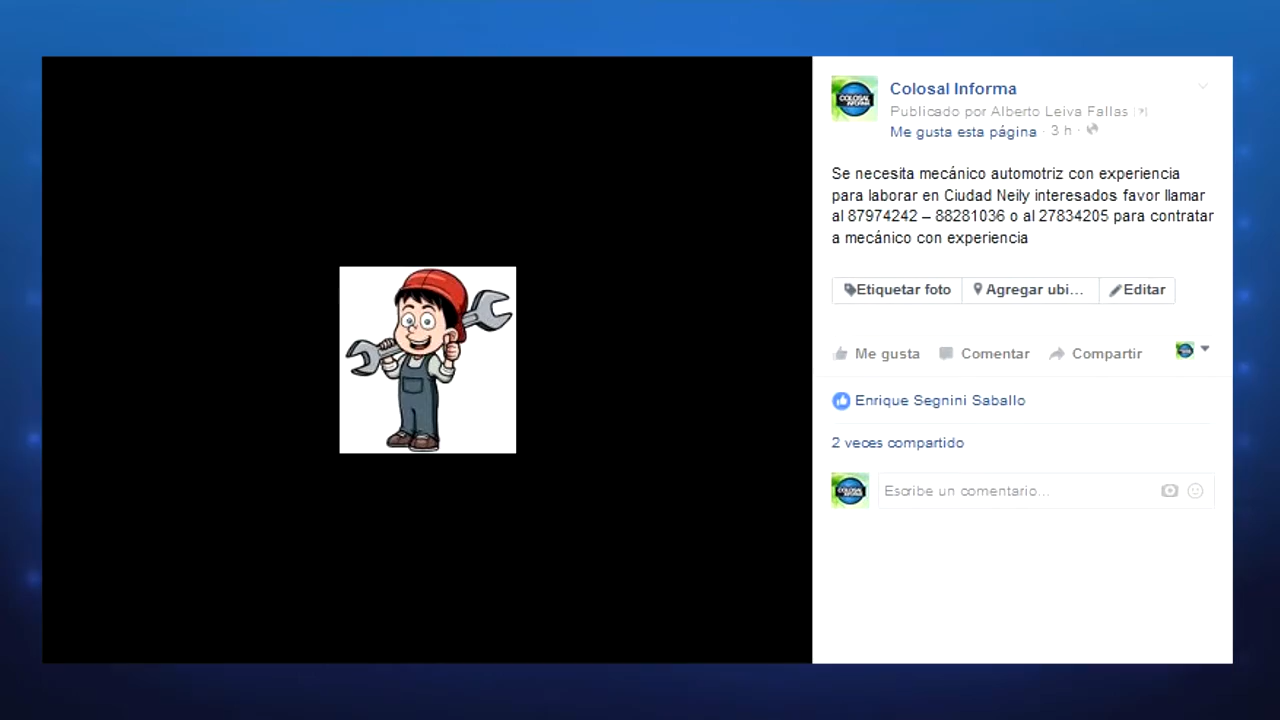 Colosal Informa
Publicado por Alberto Leiva Fallas [?]
Me gusta esta página · 3 h ·
Se necesita mecánico automotriz con experiencia
para laborar en Ciudad Neily interesados favor llamar
al 87974242 – 88281036 o al 27834205 para contratar
a mecánico con experiencia
Etiquetar foto Agregar ubi... Editar
Me gusta Comentar Compartir
Enrique Segnini Saballo
2 veces compartido
COLOSAL INFORMA Escribe un comentario...